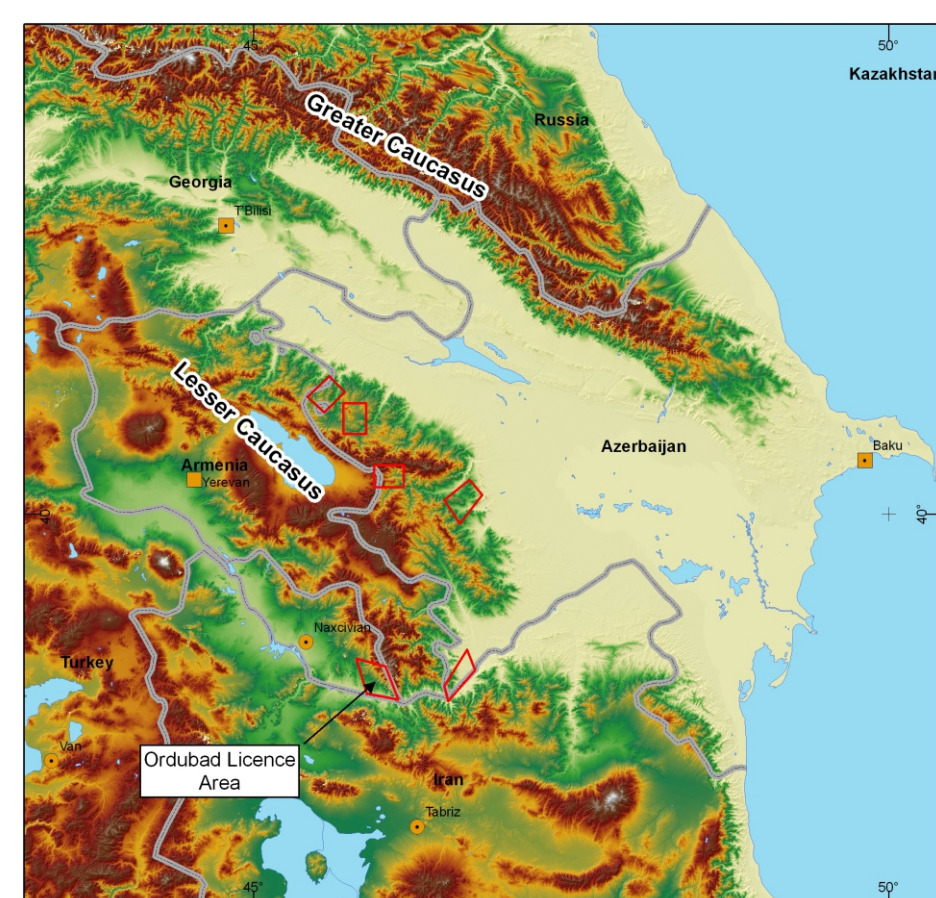 45°
50°
Kazakhstan
Greater Caucasus
Russia
Georgia
T'Bilisi
Lesser Caucasus
Azerbaijan
Baku
Armenia
Yerevan
40°
40°
Naxcivian
Turkey
Van
Ordubad Licence
Area
Iran
Tabriz
45°
50°